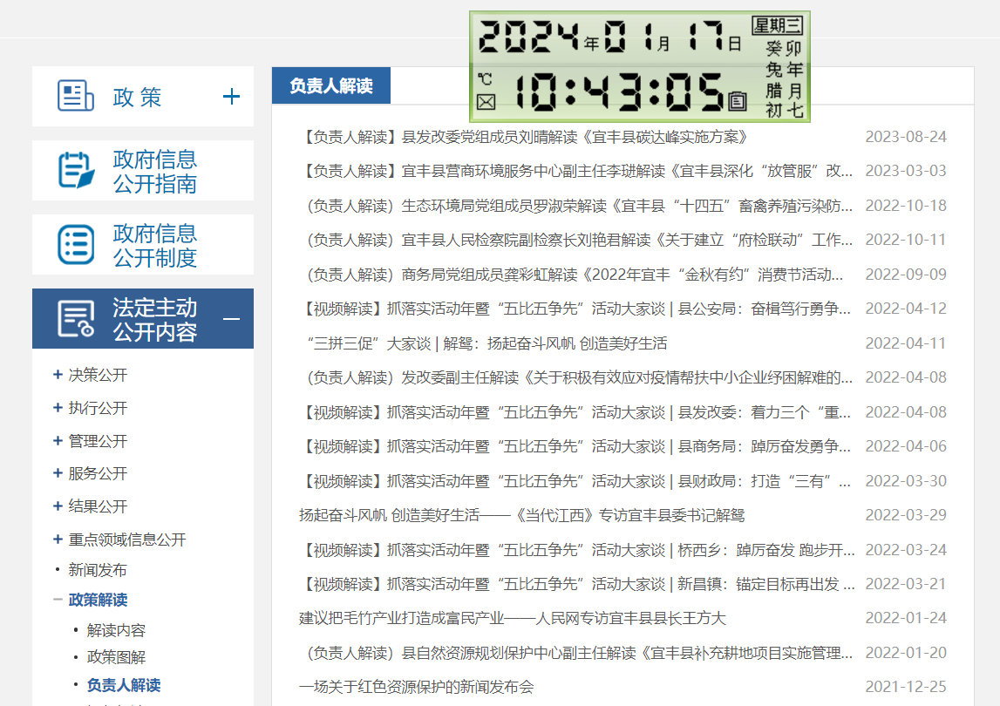 2024年01月17日
星期三
癸卯
兔年
腊月
初七
℃
10:43:05
政策
+
政府信息
公开指南
政府信息
公开制度
法定主动
公开内容
—
+ 决策公开
+ 执行公开
+ 管理公开
+ 服务公开
+ 结果公开
+ 重点领域信息公开
· 新闻发布
— 政策解读
· 解读内容
· 政策图解
· 负责人解读
负责人解读
【负责人解读】县发改委党组成员刘晴解读《宜丰县碳达峰实施方案》 2023-08-24
【负责人解读】宜丰县营商环境服务中心副主任李琎解读《宜丰县深化“放管服”改... 2023-03-03
（负责人解读）生态环境局党组成员罗淑荣解读《宜丰县“十四五”畜禽养殖污染防... 2022-10-18
（负责人解读）宜丰县人民检察院副检察长刘艳君解读《关于建立“府检联动”工作... 2022-10-11
（负责人解读）商务局党组成员龚彩虹解读《2022年宜丰“金秋有约”消费节活动... 2022-09-09
【视频解读】抓落实活动年暨“五比五争先”活动大家谈 | 县公安局：奋楫笃行勇争... 2022-04-12
“三拼三促”大家谈 | 解鸳：扬起奋斗风帆 创造美好生活 2022-04-11
（负责人解读）发改委副主任解读《关于积极有效应对疫情帮扶中小企业纾困解难的... 2022-04-08
【视频解读】抓落实活动年暨“五比五争先”活动大家谈 | 县发改委：着力三个“重... 2022-04-08
【视频解读】抓落实活动年暨“五比五争先”活动大家谈 | 县商务局：踔厉奋发勇争... 2022-04-06
【视频解读】抓落实活动年暨“五比五争先”活动大家谈 | 县财政局：打造“三有”... 2022-03-30
扬起奋斗风帆 创造美好生活——《当代江西》专访宜丰县委书记解鸳 2022-03-29
【视频解读】抓落实活动年暨“五比五争先”活动大家谈 | 桥西乡：踔厉奋发 跑步开... 2022-03-24
【视频解读】抓落实活动年暨“五比五争先”活动大家谈 | 新昌镇：锚定目标再出发 ... 2022-03-21
建议把毛竹产业打造成富民产业——人民网专访宜丰县县长王方大 2022-01-24
（负责人解读）县自然资源规划保护中心副主任解读《宜丰县补充耕地项目实施管理... 2022-01-20
一场关于红色资源保护的新闻发布会 2021-12-25